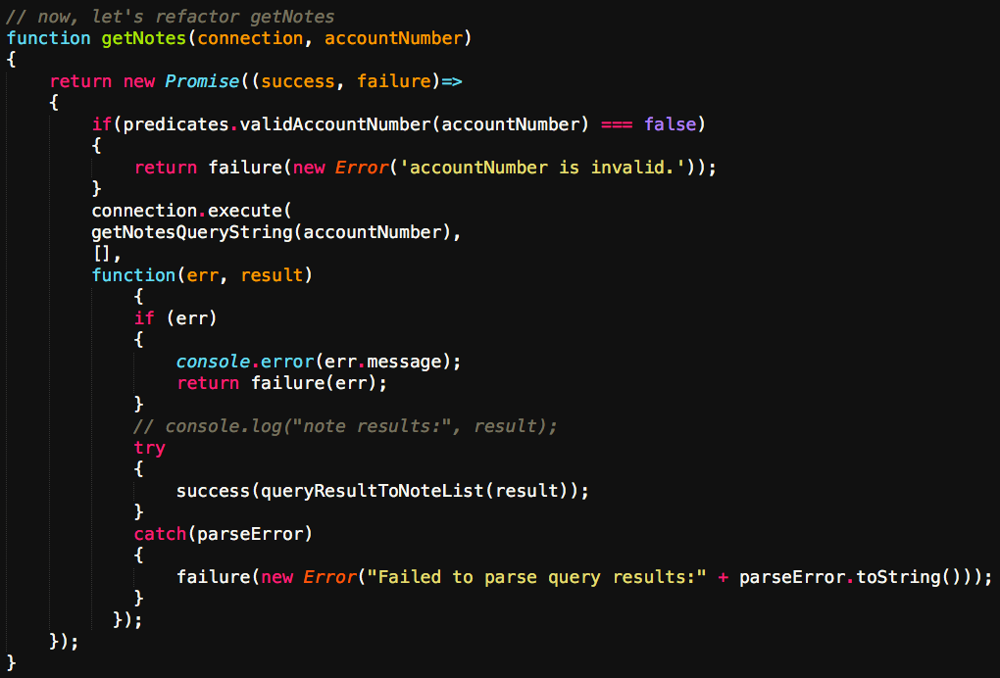 // now, let's refactor getNotes
function getNotes(connection, accountNumber)
{
    return new Promise((success, failure)=>
    {
        if(predicates.validAccountNumber(accountNumber) === false)
        {
            return failure(new Error('accountNumber is invalid.'));
        }
        connection.execute(
        getNotesQueryString(accountNumber),
        [],
        function(err, result)
            {
            if (err)
            {
                console.error(err.message);
                return failure(err);
            }
            // console.log("note results:", result);
            try
            {
                success(queryResultToNoteList(result));
            }
            catch(parseError)
            {
                failure(new Error("Failed to parse query results:" + parseError.toString()));
            }
          });
    });
}